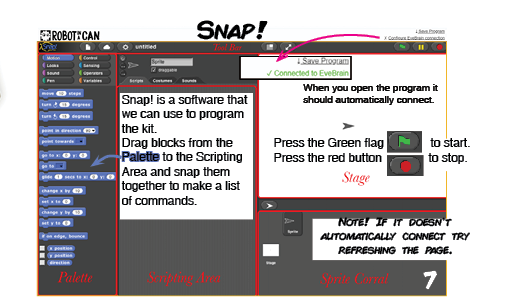 ROBOTICAN
SNAP!
↓ Save Program
✗ Configure EveBrain connection
untitled
Tool Bar
Motion
Control
Looks
Sensing
Sound
Operators
Pen
Variables
Sprite
draggable
Scripts Costumes Sounds
↓ Save Program
✓ Connected to EveBrain
move 10 steps
turn 15 degrees
turn 15 degrees
point in direction 90
point towards
go to x: 0 y: 0
go to
glide 1 secs to x: 0 y: 0
change x by 10
set x to 0
change y by 10
set y to 0
if on edge, bounce
x position
y position
direction
Snap! is a software that
we can use to program
the kit.
Drag blocks from the
Palette to the Scripting
Area and snap them
together to make a list
of commands.
When you open the program it
should automatically connect.
Press the Green flag to start.
Press the red button to stop.
Stage
Sprite
Stage
NOTE! IF IT DOESN'T
AUTOMATICALLY CONNECT TRY
REFRESHING THE PAGE.
Palette
Scripting Area
Sprite Corral
7